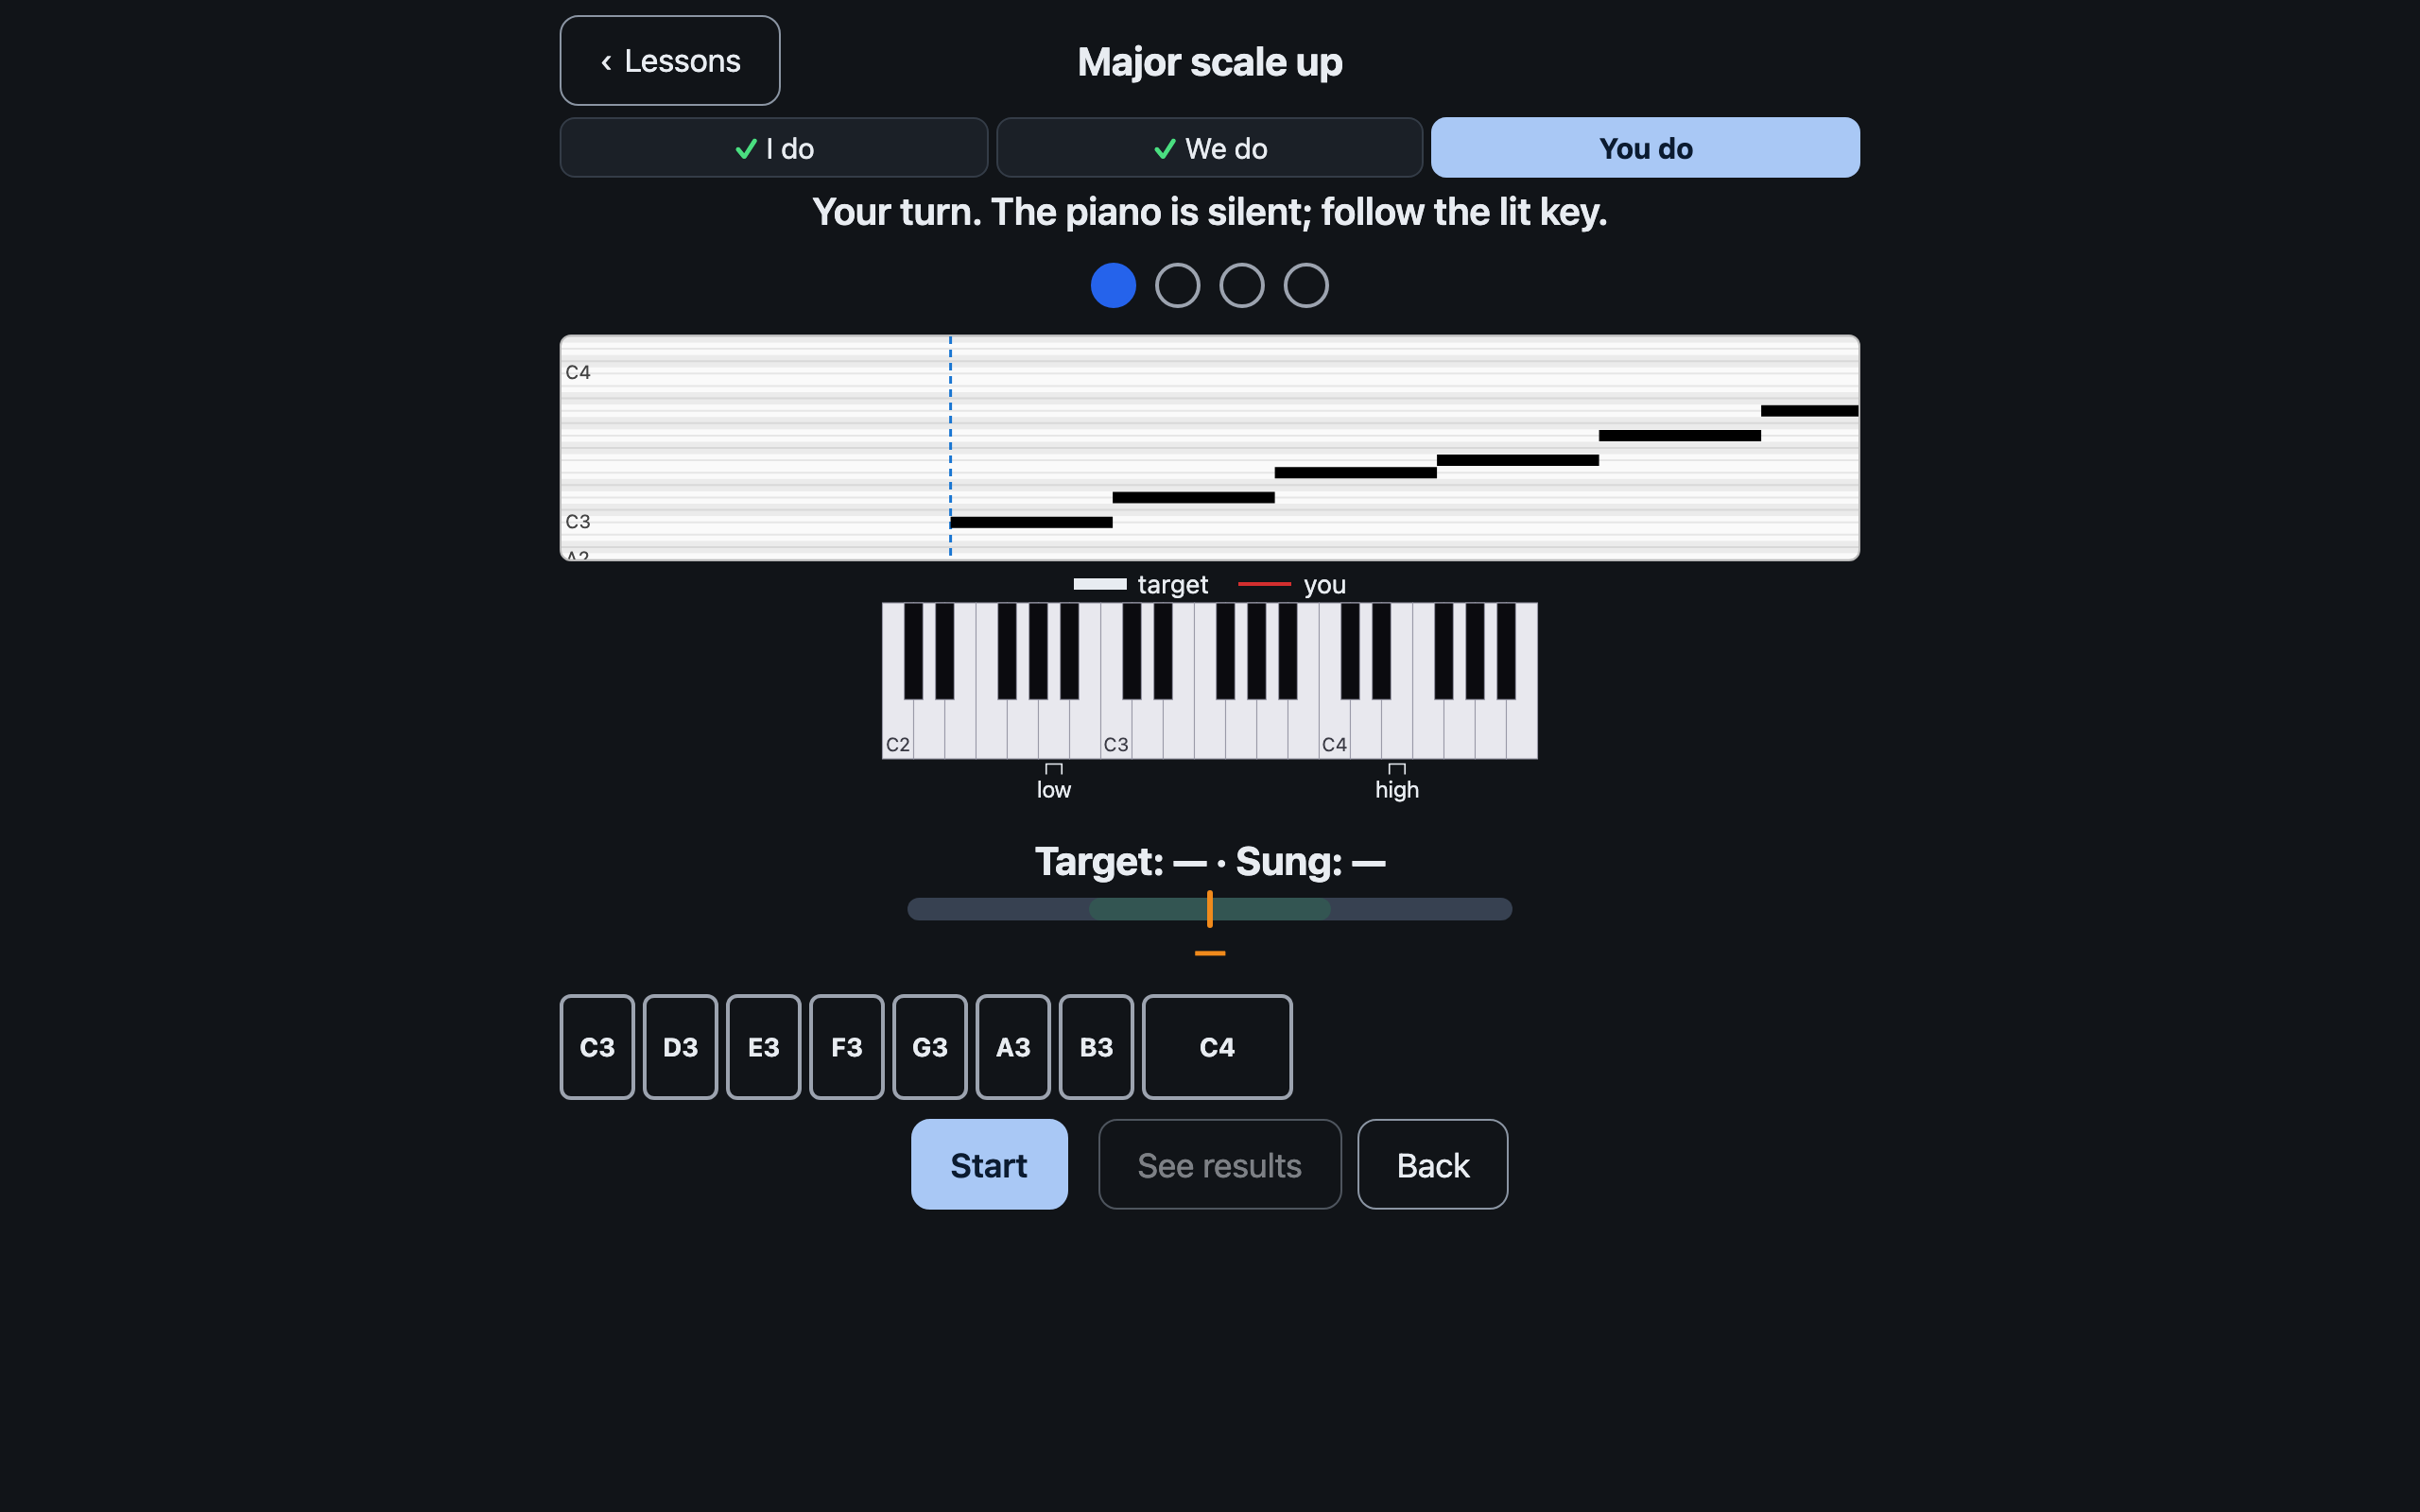 ‹ Lessons
Major scale up
I do
We do
You do
Your turn. The piano is silent; follow the lit key.
C4
C3
A2
target
you
C2
C3
C4
low
high
Target: — · Sung: —
—
C3
D3
E3
F3
G3
A3
B3
C4
Start
See results
Back